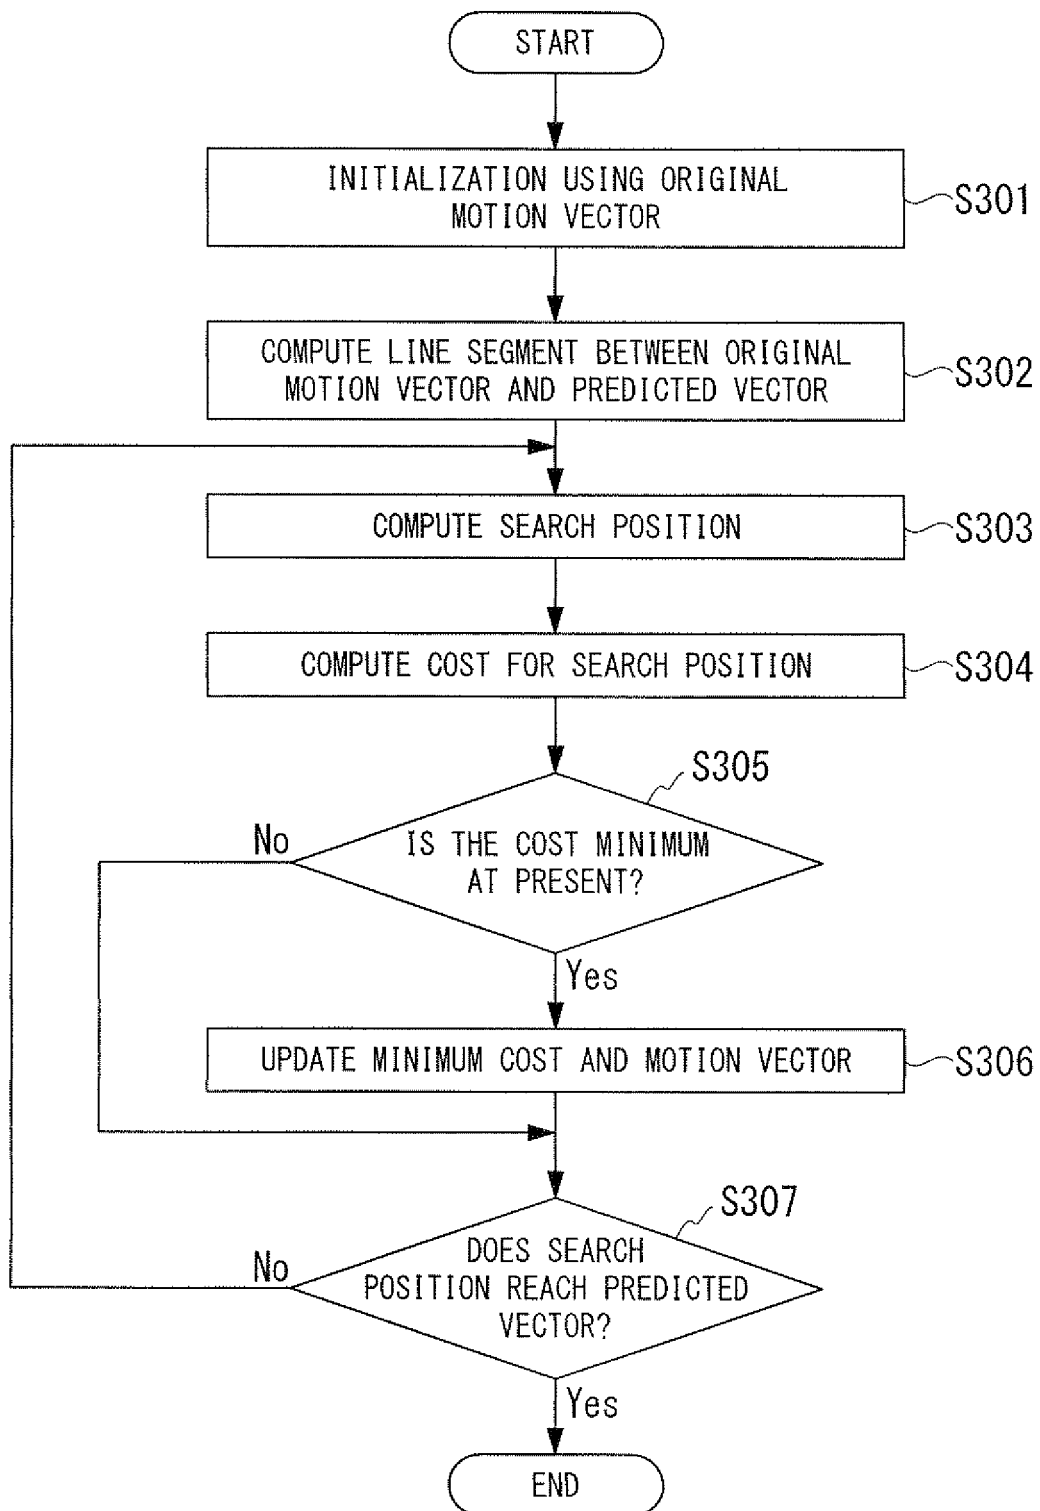 START
INITIALIZATION USING ORIGINAL
MOTION VECTOR
S301
COMPUTE LINE SEGMENT BETWEEN ORIGINAL
MOTION VECTOR AND PREDICTED VECTOR
S302
COMPUTE SEARCH POSITION
S303
COMPUTE COST FOR SEARCH POSITION
S304
S305
No
IS THE COST MINIMUM
AT PRESENT?
Yes
UPDATE MINIMUM COST AND MOTION VECTOR
S306
S307
No
DOES SEARCH
POSITION REACH PREDICTED
VECTOR?
Yes
END